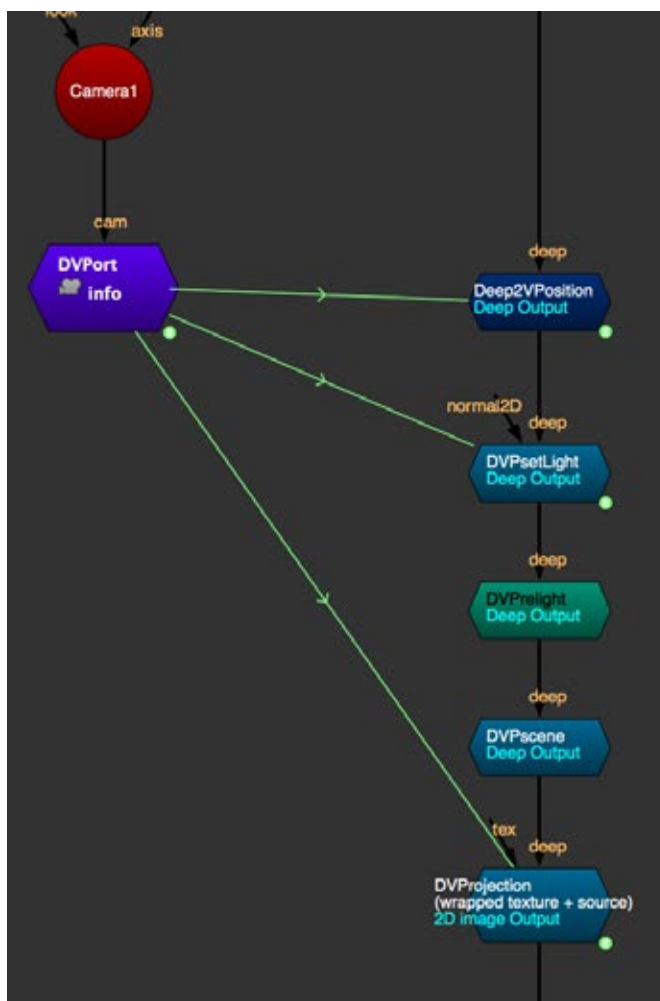 look
axis
Camera1
cam
DVPort
info
deep
Deep2VPosition
Deep Output
normal2D
deep
DVPsetLight
Deep Output
deep
DVPrelight
Deep Output
deep
DVPscene
Deep Output
tex
deep
DVProjection
(wrapped texture + source)
2D image Output